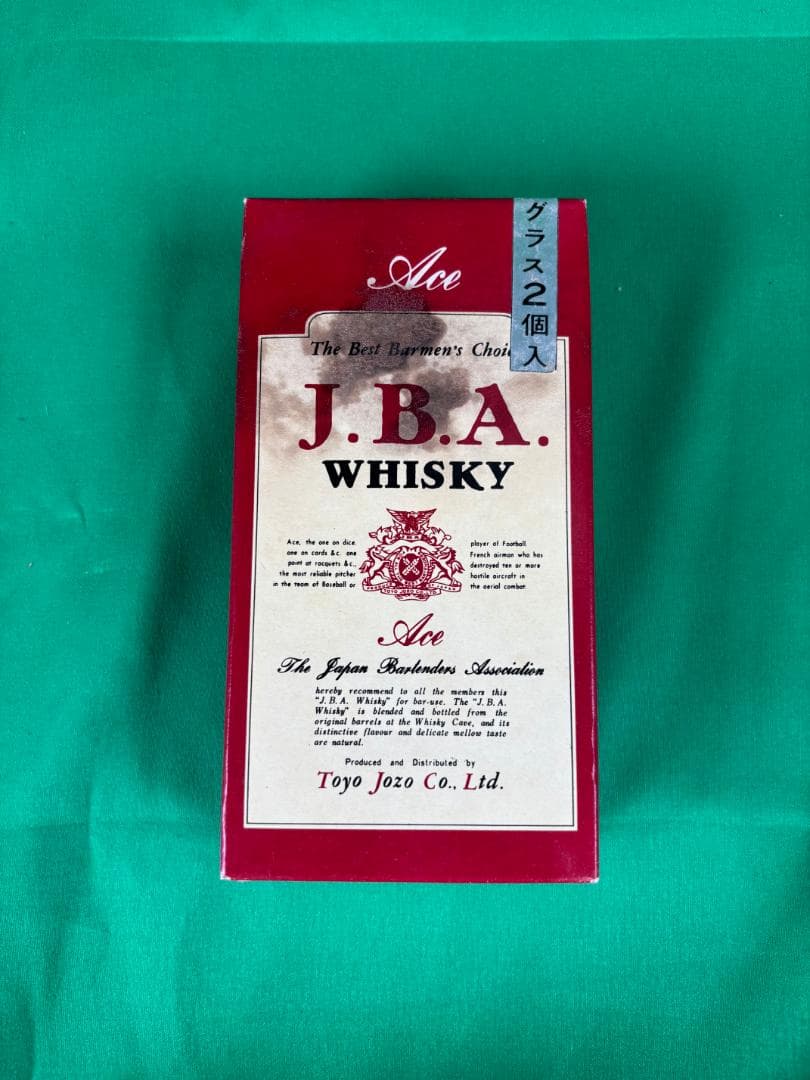 グラス2個入
Ace
The Best Barmen's
J.B.A.
WHISKY
Ace, the one on dice.
one on cards &c. one
point at racquets &c.,
the most reliable pitcher
in the team of Baseball or
player of Football.
French airman who has
destroyed ten or more
hostile aircraft in
the aerial combat.
TOYO JOZO CO., LTD.
Ace
The Japan Bartenders Association
hereby recommend to all the members this
"J.B.A. Whisky" for bar-use. The "J.B.A.
Whisky" is blended and bottled from the
original barrels at the Whisky Cave, and its
distinctive flavour and delicate mellow taste
are natural.
Produced and Distributed by
Toyo Jozo Co., Ltd.